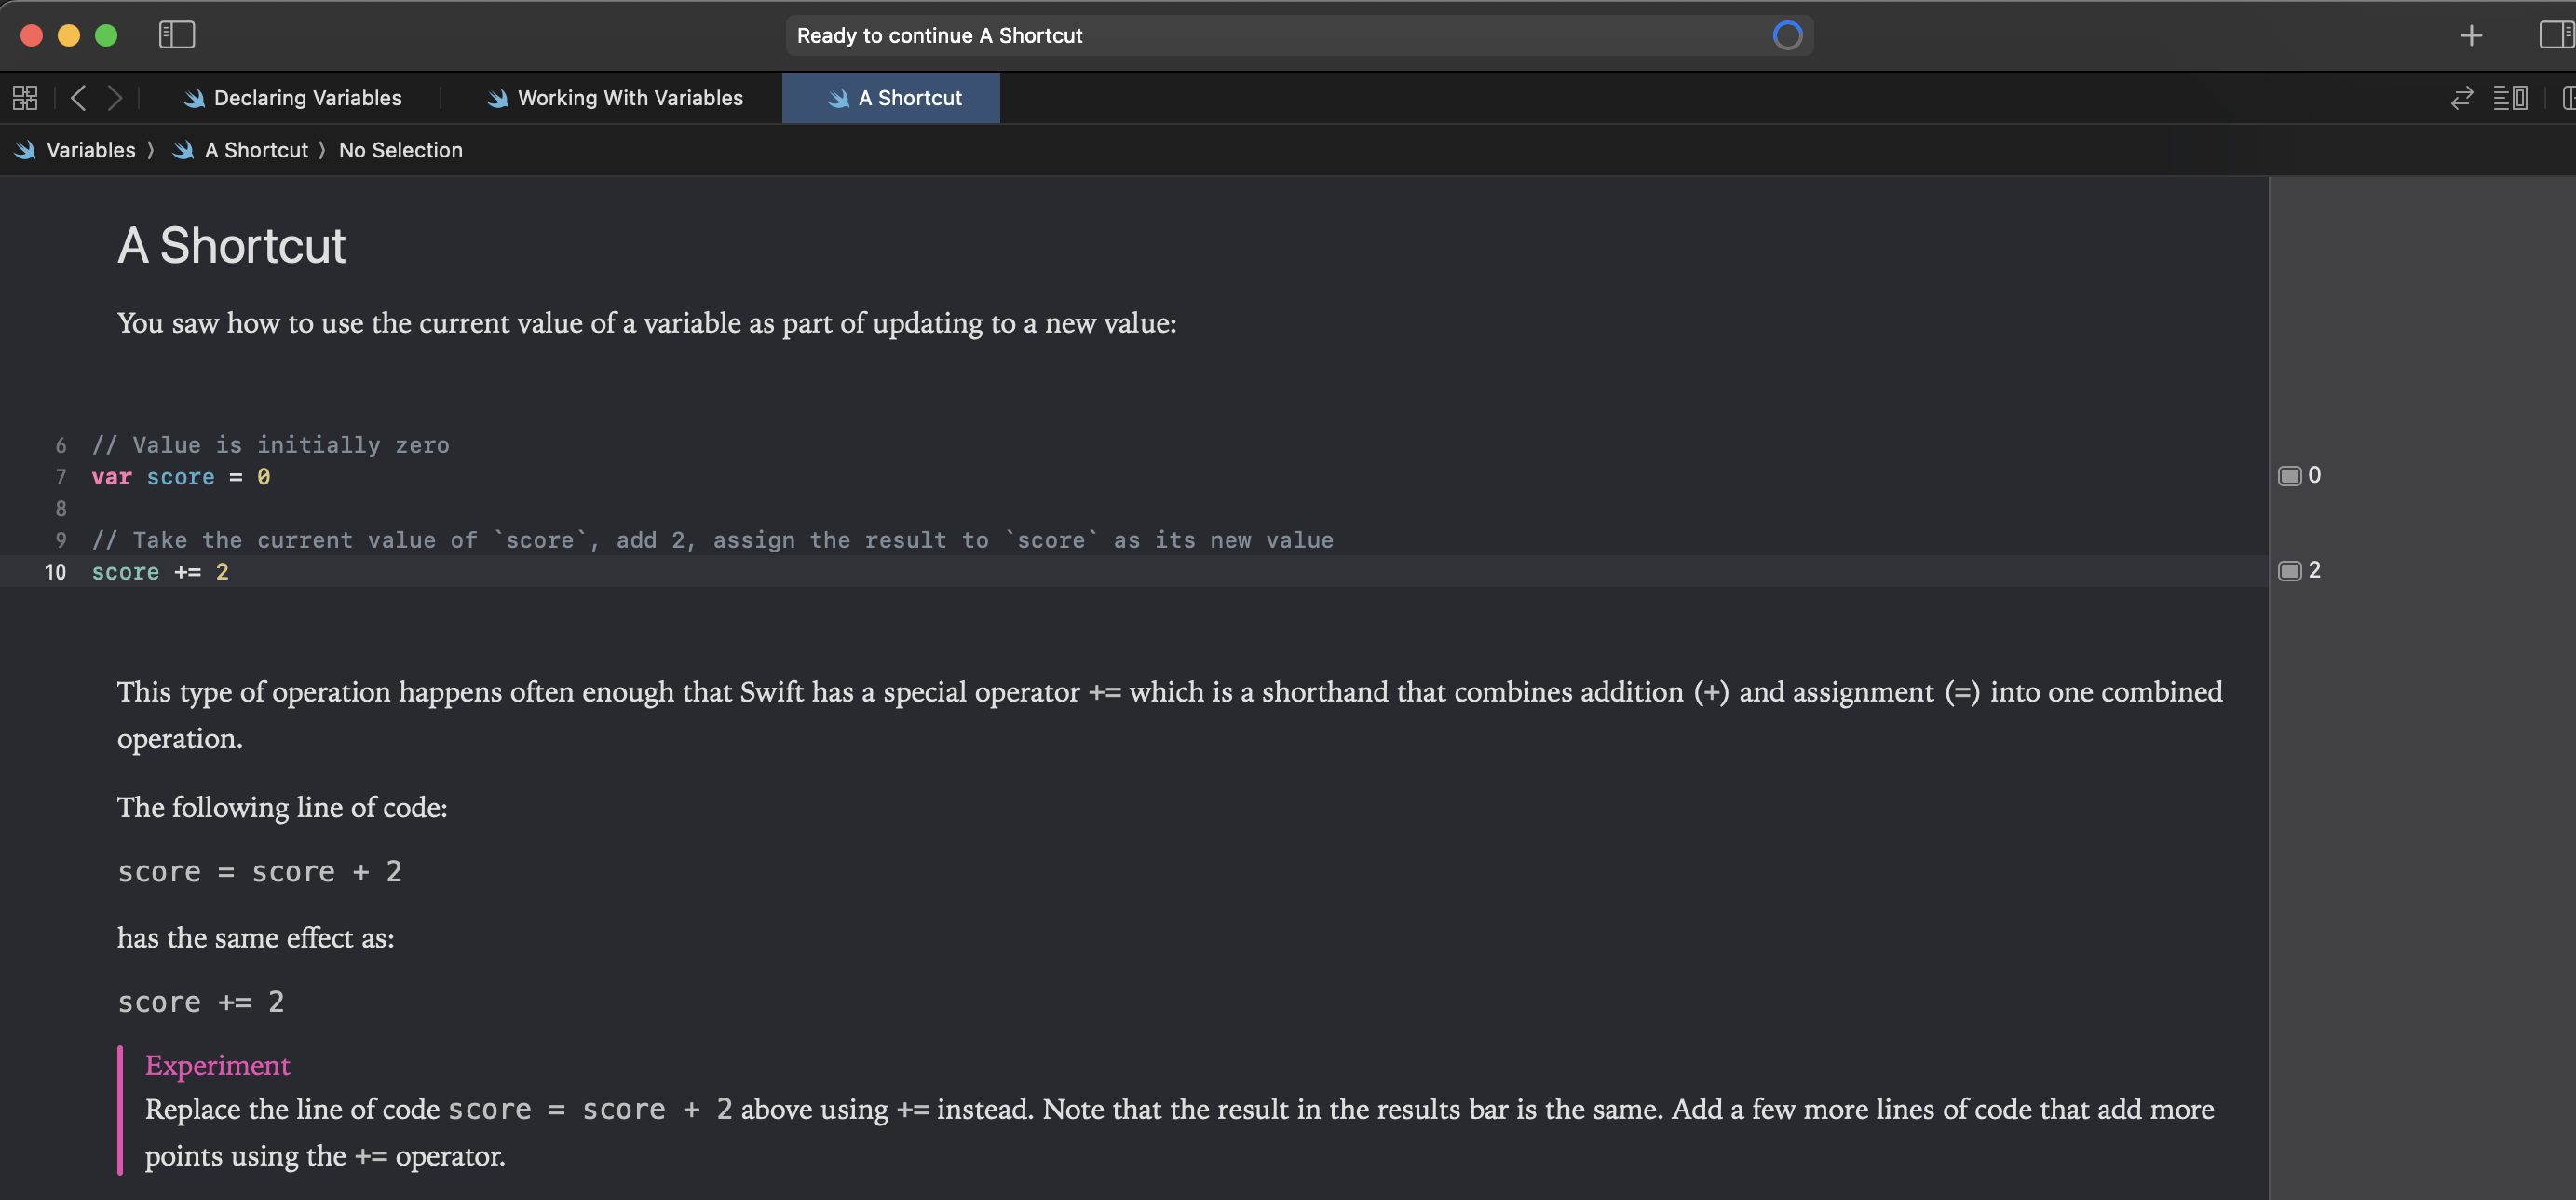 Ready to continue A Shortcut
Declaring Variables
Working With Variables
A Shortcut
Variables ⟩ A Shortcut ⟩ No Selection
A Shortcut
You saw how to use the current value of a variable as part of updating to a new value:
6 // Value is initially zero
7 var score = 0
0
8
9 // Take the current value of `score`, add 2, assign the result to `score` as its new value
10 score += 2
2
This type of operation happens often enough that Swift has a special operator += which is a shorthand that combines addition (+) and assignment (=) into one combined
operation.
The following line of code:
score = score + 2
has the same effect as:
score += 2
Experiment
Replace the line of code score = score + 2 above using += instead. Note that the result in the results bar is the same. Add a few more lines of code that add more
points using the += operator.